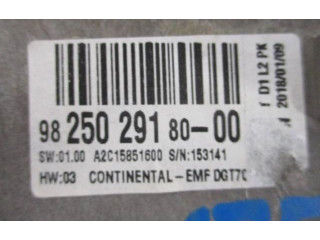 98 250 291 80-00
SW:01.00 A2C15851600 S/N:153141
HW:03 CONTINENTAL-EMF DGT70
D1 L2 PK
2018/01/09